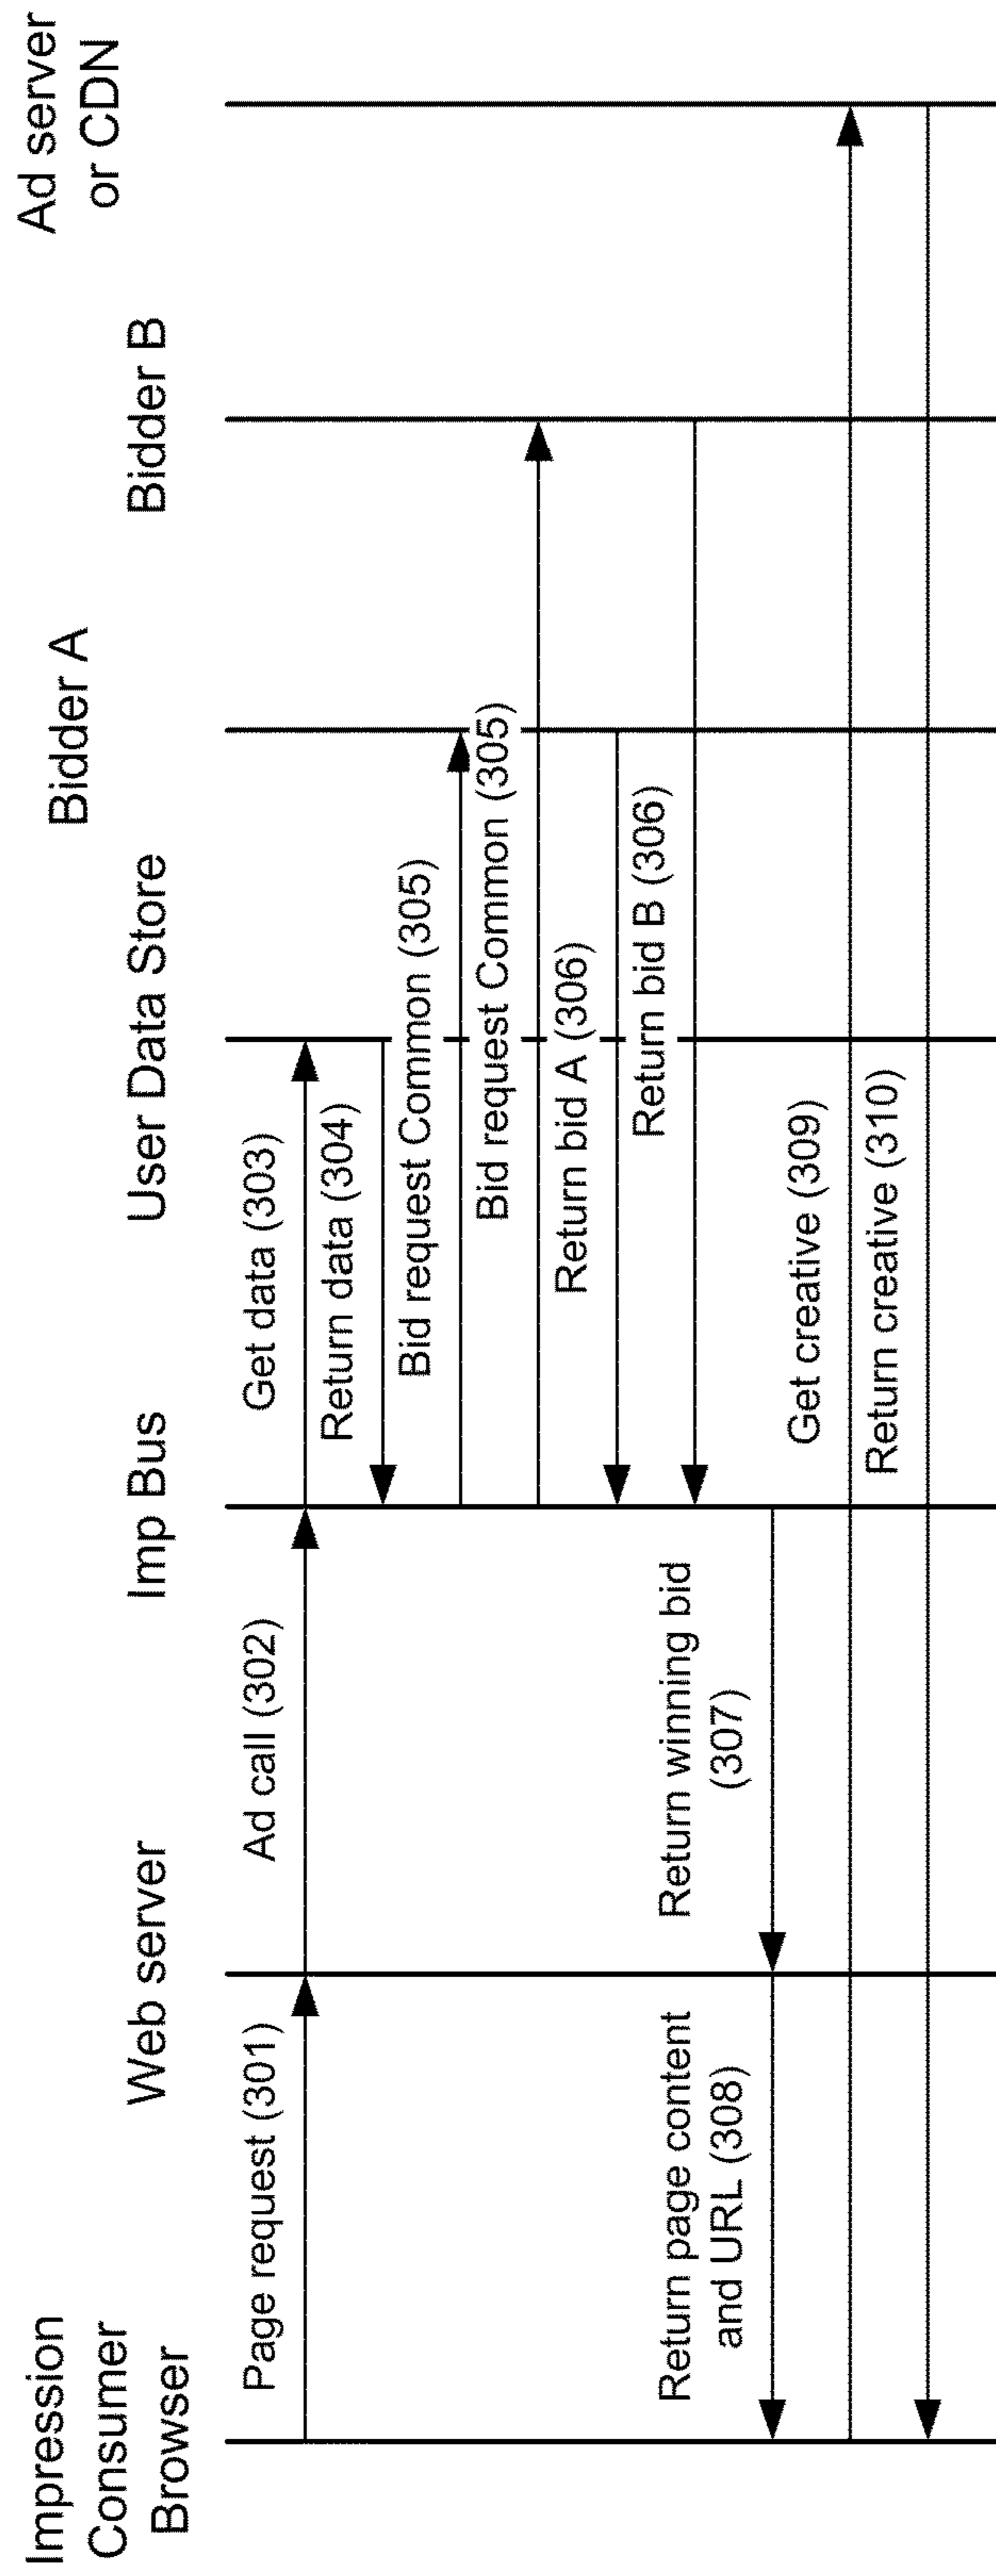 Impression
Consumer
Browser
Web server
Imp Bus
User Data Store
Bidder A
Bidder B
Ad server
or CDN
Page request (301)
Ad call (302)
Get data (303)
Return data (304)
Bid request Common (305)
Bid request Common (305)
Return bid A (306)
Return bid B (306)
Return winning bid
(307)
Return page content
and URL (308)
Get creative (309)
Return creative (310)